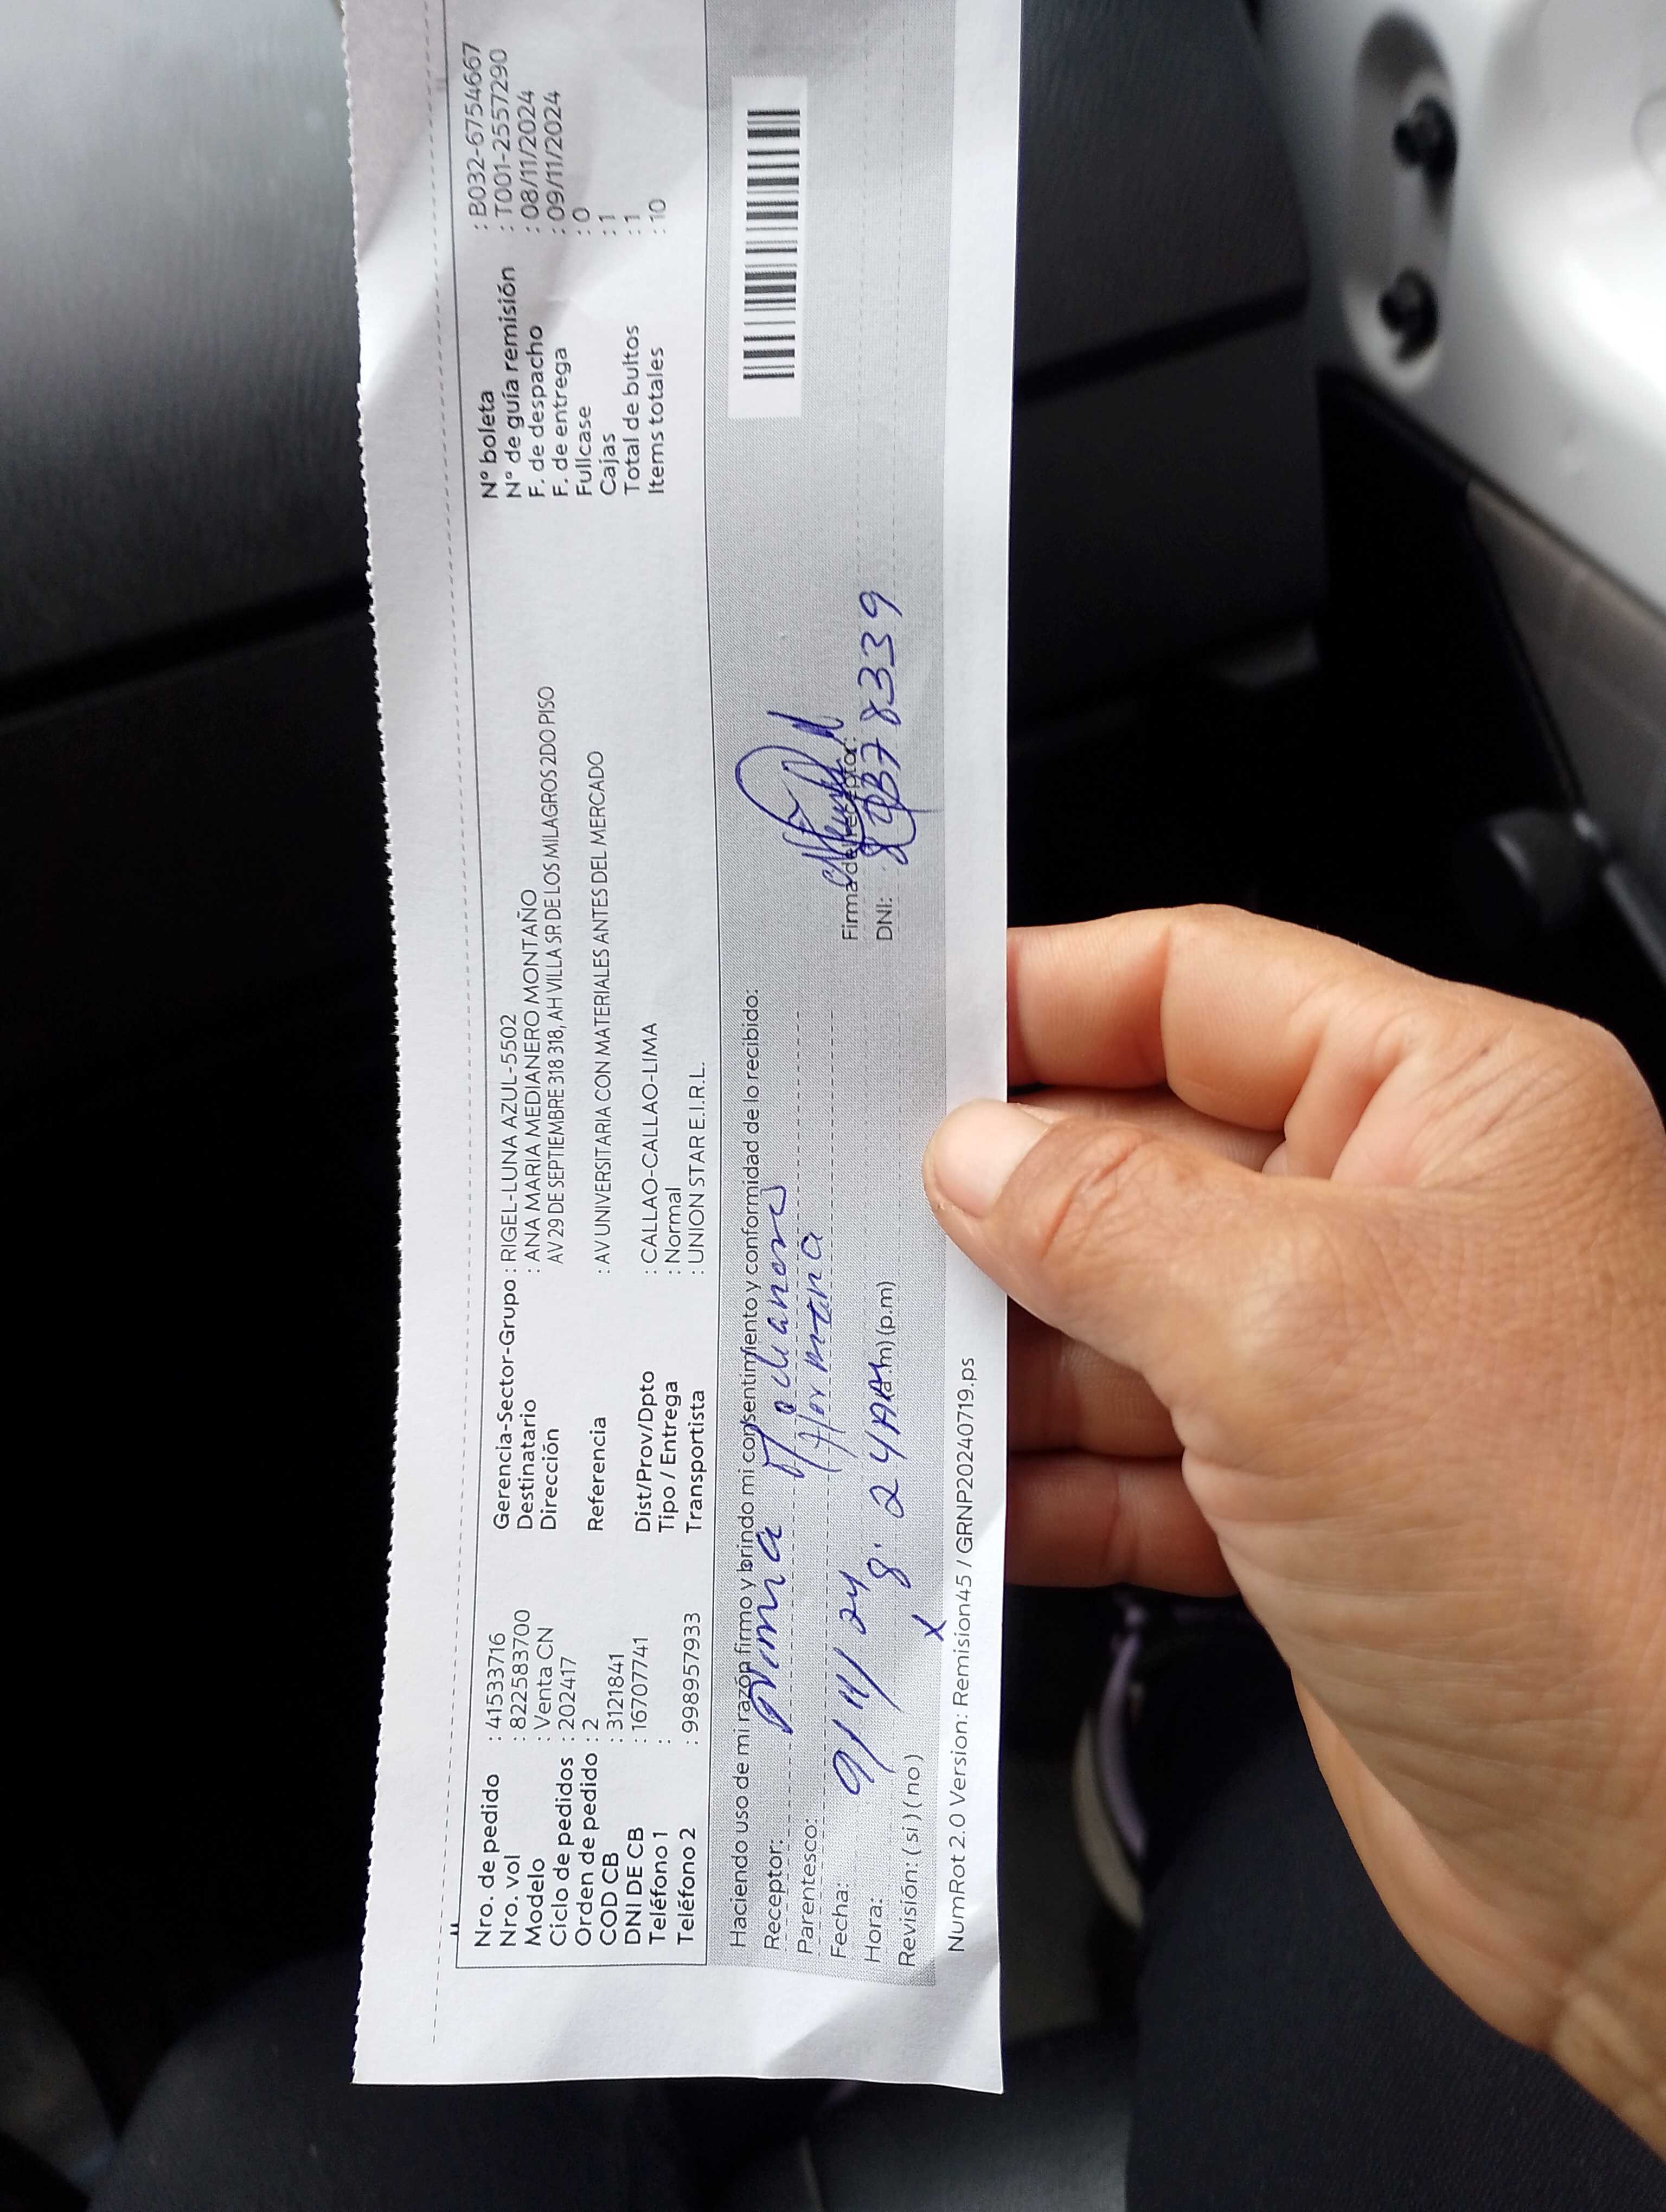 Nro. de pedido : 41533716
Nro. vol : 822583700
Modelo : Venta CN
Ciclo de pedidos : 202417
Orden de pedido : 2
COD CB : 3121841
DNI DE CB : 16707741
Teléfono 1 :
Teléfono 2 : 998957933
Gerencia-Sector-Grupo : RIGEL-LUNA AZUL-5502
Destinatario : ANA MARIA MEDIANERO MONTAÑO
Dirección AV 29 DE SEPTIEMBRE 318 318, AH VILLA SR DE LOS MILAGROS 2DO PISO
Referencia : AV UNIVERSITARIA CON MATERIALES ANTES DEL MERCADO
Dist/Prov/Dpto : CALLAO-CALLAO-LIMA
Tipo / Entrega : Normal
Transportista : UNION STAR E.I.R.L.
N° boleta : B032-6754667
N° de guía remisión : T001-2557290
F. de despacho : 08/11/2024
F. de entrega : 09/11/2024
Fullcase : 0
Cajas : 1
Total de bultos : 1
Items totales : 10
Haciendo uso de mi razón firmo y brindo mi consentimiento y conformidad de lo recibido:
Receptor:
Parentesco:
Fecha: 9/11/24
Hora: 8:24AM (a.m) (p.m)
Revisión: ( si ) ( no ) x
Firma del receptor:
DNI:
NumRot 2.0 Version: Remision45 / GRNP20240719.ps